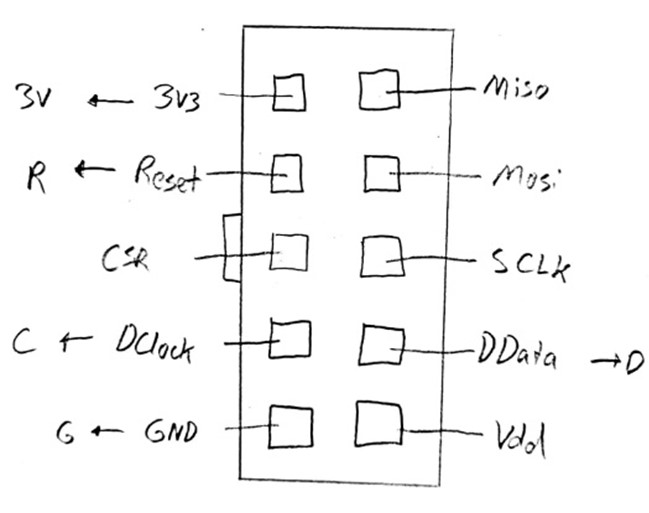 3V ← 3V3 Miso
R ← Reset Mosi
CSR SCLK
C ← DClock DData → D
G ← GND Vdd